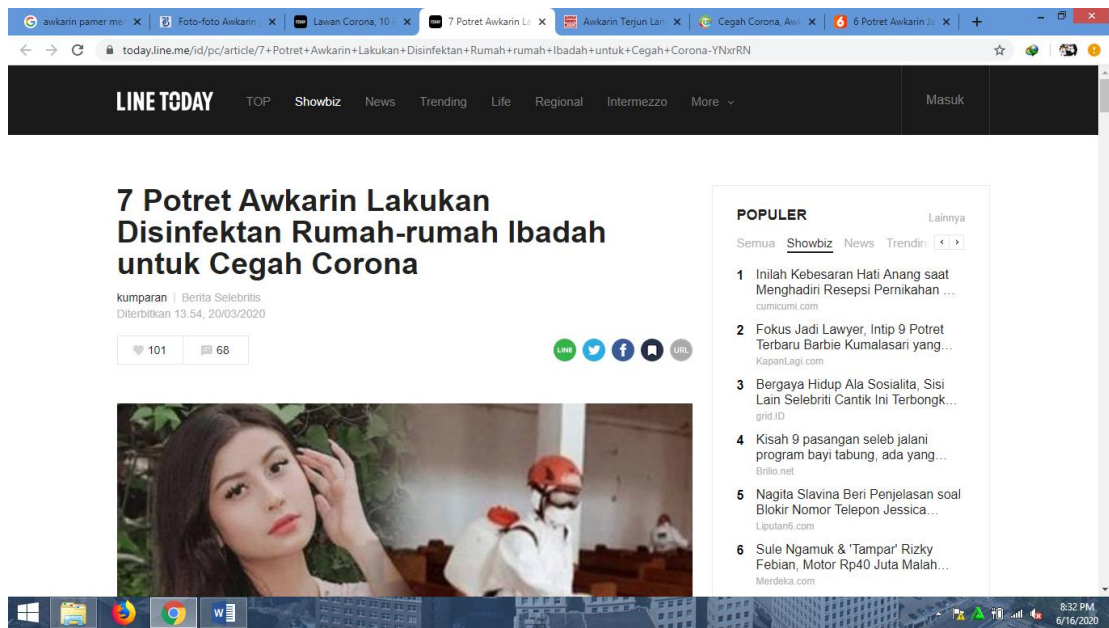 awkarin pamer me
Foto-foto Awkarin
Lawan Corona, 10
7 Potret Awkarin La
Awkarin Terjun Lan
Cegah Corona, Aw
6 Potret Awkarin Ja
today.line.me/id/pc/article/7+Potret+Awkarin+Lakukan+Disinfektan+Rumah+rumah+Ibadah+untuk+Cegah+Corona-YNxrRN
LINE TODAY
TOP Showbiz News Trending Life Regional Intermezzo More
Masuk
7 Potret Awkarin Lakukan
Disinfektan Rumah-rumah Ibadah
untuk Cegah Corona
kumparan | Berita Selebritis
Diterbitkan 13.54, 20/03/2020
101 68
LINE
URL
POPULER
Lainnya
Semua Showbiz News Trendin
1 Inilah Kebesaran Hati Anang saat
Menghadiri Resepsi Pernikahan ...
cumicumi.com
2 Fokus Jadi Lawyer, Intip 9 Potret
Terbaru Barbie Kumalasari yang...
KapanLagi.com
3 Bergaya Hidup Ala Sosialita, Sisi
Lain Selebriti Cantik Ini Terbongk...
grid.ID
4 Kisah 9 pasangan seleb jalani
program bayi tabung, ada yang...
Brilio.net
5 Nagita Slavina Beri Penjelasan soal
Blokir Nomor Telepon Jessica...
Liputan6.com
6 Sule Ngamuk & 'Tampar' Rizky
Febian, Motor Rp40 Juta Malah...
Merdeka.com
8:32 PM
6/16/2020